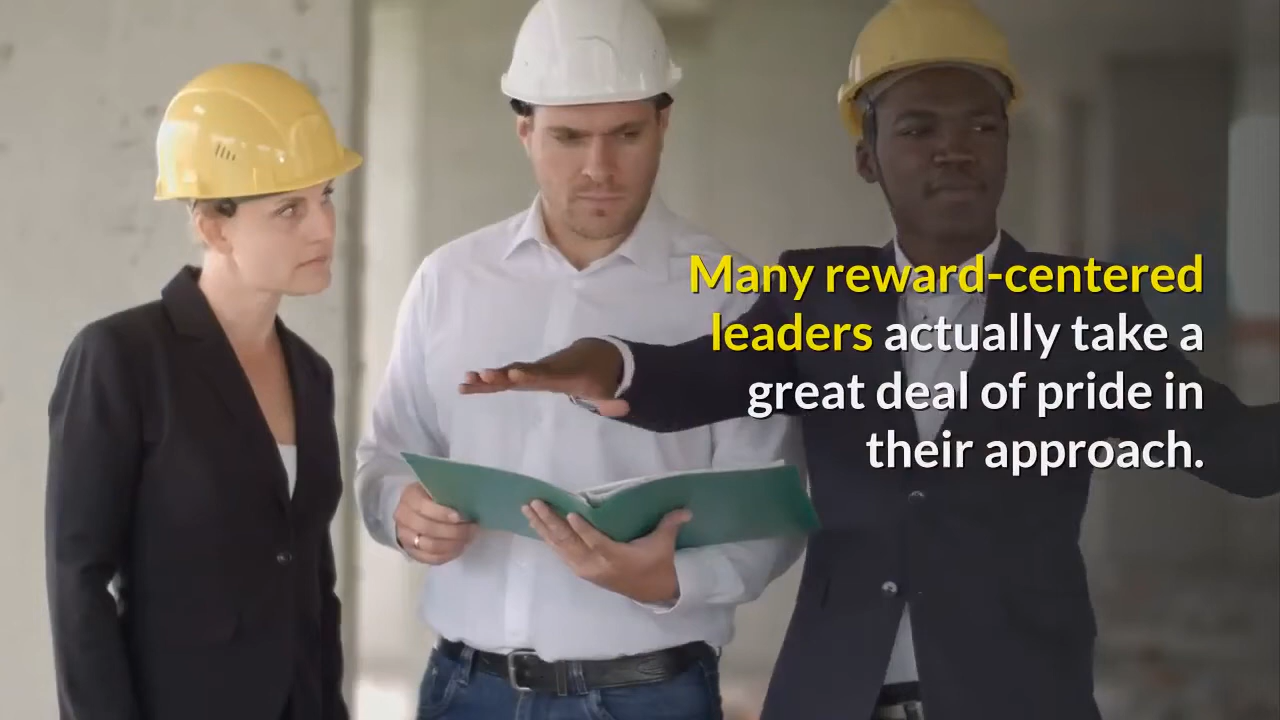 Many reward-centered
leaders actually take a
great deal of pride in
their approach.